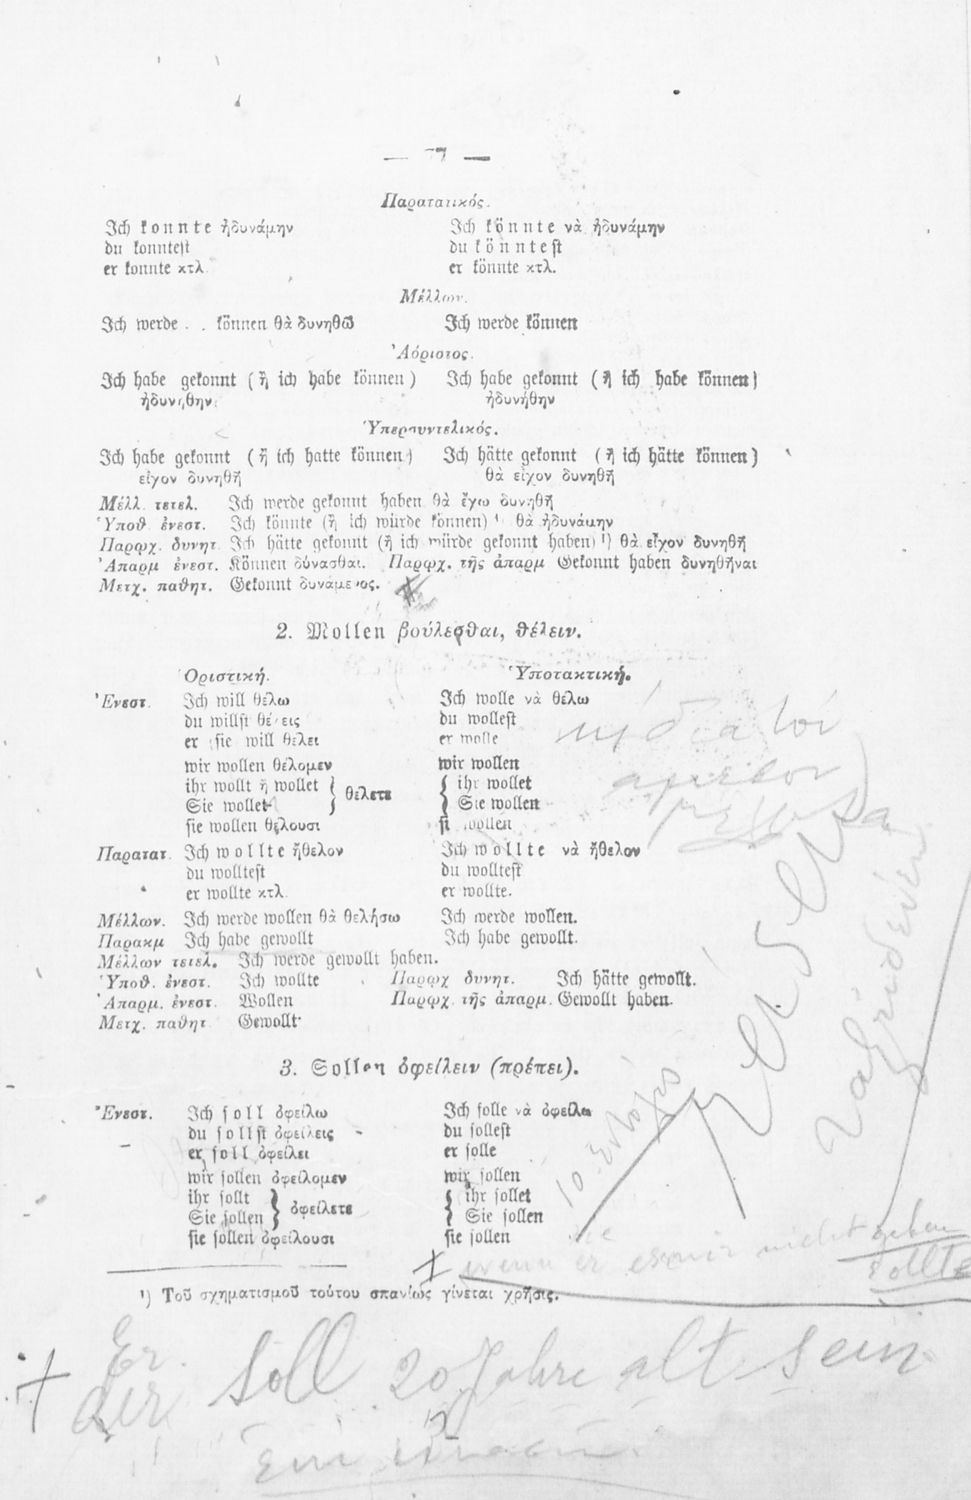 — 7 —
Παρατατικός.
Ich konnte ἠδυνάμην Ich könnte νὰ ἠδυνάμην
du konntest du könntest
er konnte κτλ. er könnte κτλ.
Μέλλων.
Ich werde . . können θὰ δυνηθῶ Ich werde können
Ἀόριστος.
Ich habe gekonnt (ἢ ich habe können) Ich habe gekonnt (ἢ ich habe können)
ἠδυνήθην ἠδυνήθην
Ὑπερσυντελικός.
Ich habe gekonnt (ἢ ich hatte können) Ich hätte gekonnt (ἢ ich hätte können)
εἶχον δυνηθῆ θὰ εἶχον δυνηθῆ
Μέλλ. τετελ. Ich werde gekonnt haben θὰ ἔχω δυνηθῆ
Ὑποθ. ἐνεστ. Ich könnte (ἢ ich würde können) ¹ θὰ ἠδυνάμην
Παρῳχ. δυνητ. Ich hätte gekonnt (ἢ ich würde gekonnt haben) ¹) θὰ εἶχον δυνηθῆ
Ἀπαρμ ἐνεστ. Können δύνασθαι. Παρῳχ. τῆς ἀπαρμ Gekonnt haben δυνηθῆναι
Μετχ. παθητ. Gekonnt δυνάμενος.
2. Wollen βούλεσθαι, θέλειν.
Ὁριστική. Ὑποτακτική.
Ἐνεστ. Ich will θέλω Ich wolle νὰ θέλω
du willst θέλεις du wollest
er sie will θέλει er wolle
wir wollen θέλομεν wir wollen
ihr wollt ἢ wollet } θέλετε { ihr wollet
Sie wollet { Sie wollen
sie wollen θέλουσι sie wollen
Παρατατ. Ich wollte ἤθελον Ich wollte νὰ ἤθελον
du wolltest du wolltest
er wollte κτλ. er wollte.
Μέλλων. Ich werde wollen θὰ θελήσω Ich werde wollen.
Παρακμ Ich habe gewollt Ich habe gewollt.
Μέλλων τετελ. Ich werde gewollt haben.
Ὑποθ. ἐνεστ. Ich wollte Παρῳχ δυνητ. Ich hätte gewollt.
Ἀπαρμ. ἐνεστ. Wollen Παρῳχ. τῆς ἀπαρμ. Gewollt haben.
Μετχ. παθητ Gewollt
3. Sollen ὀφείλειν (πρέπει).
Ἐνεστ. Ich soll ὀφείλω Ich solle νὰ ὀφείλω
du sollst ὀφείλεις du sollest
er soll ὀφείλει er solle
wir sollen ὀφείλομεν wir sollen
ihr sollt } ὀφείλετε { ihr sollet
Sie sollen { Sie sollen
sie sollen ὀφείλουσι sie sollen
wenn er es mir nicht geben
sollte
¹) Τοῦ σχηματισμοῦ τούτου σπανίως γίνεται χρῆσις.
Er soll 20 Jahre alt sein
der